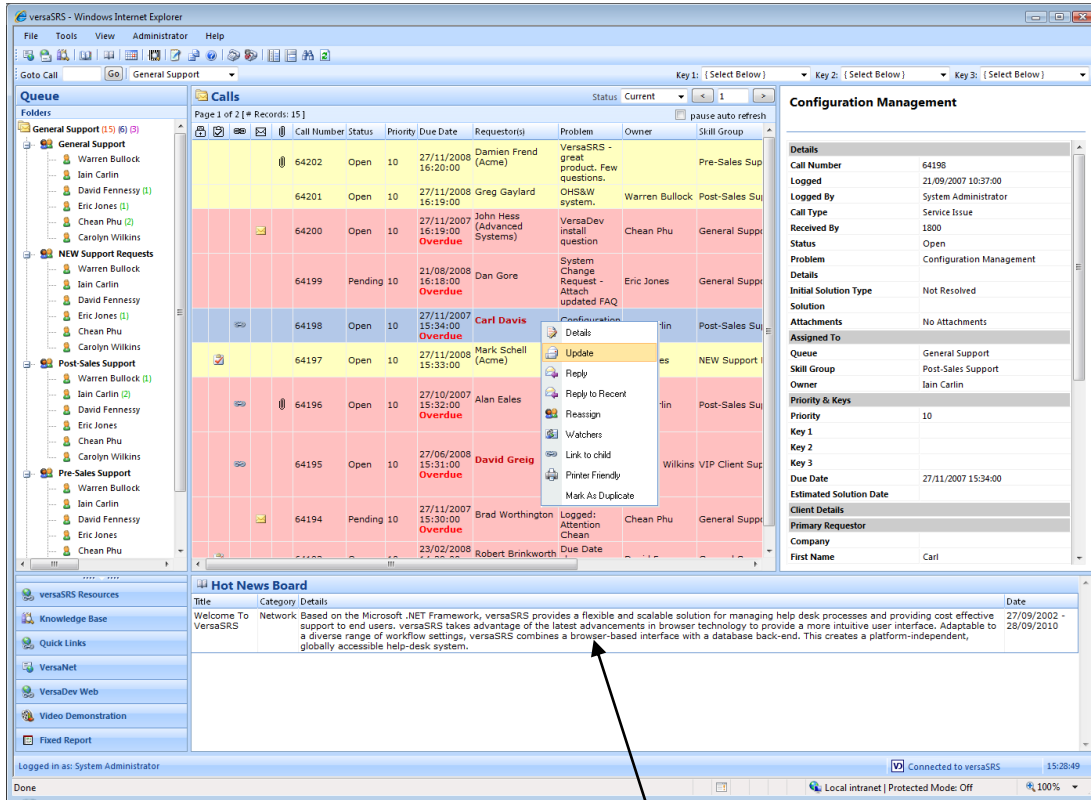 versaSRS - Windows Internet Explorer
File Tools View Administrator Help
Goto Call Go General Support Key 1: {Select Below} Key 2: {Select Below} Key 3: {Select Below}
Queue
Folders
General Support (15) (6) (3)
General Support
Warren Bullock
Iain Carlin
David Fennessy (1)
Eric Jones (1)
Chean Phu (2)
Carolyn Wilkins
NEW Support Requests
Warren Bullock
Iain Carlin
David Fennessy
Eric Jones (1)
Chean Phu
Carolyn Wilkins
Post-Sales Support
Warren Bullock (1)
Iain Carlin (2)
David Fennessy
Eric Jones
Chean Phu
Carolyn Wilkins
Pre-Sales Support
Warren Bullock
Iain Carlin
David Fennessy
Eric Jones
Chean Phu
versaSRS Resources
Knowledge Base
Quick Links
VersaNet
VersaDev Web
Video Demonstration
Fixed Report
Calls Status Current < 1 >
Page 1 of 2 [# Records: 15] pause auto refresh
Call Number Status Priority Due Date Requestor(s) Problem Owner Skill Group
64202 Open 10 27/11/2008 16:20:00 Damien Frend (Acme) VersaSRS - great product. Few questions. Pre-Sales Sup
64201 Open 10 27/11/2008 16:19:00 Greg Gaylard OHS&W system. Warren Bullock Post-Sales Su
64200 Open 10 27/11/2007 16:19:00 Overdue John Hess (Advanced Systems) VersaDev install question Chean Phu General Supp
64199 Pending 10 21/08/2008 16:18:00 Overdue Dan Gore System Change Request - Attach updated FAQ Eric Jones General Supp
64198 Open 10 27/11/2007 15:34:00 Overdue Carl Davis Configuration rlin Post-Sales Su
64197 Open 10 27/11/2008 15:33:00 Mark Schell (Acme) es NEW Support
64196 Open 10 27/10/2007 15:32:00 Overdue Alan Eales rlin Post-Sales Su
64195 Open 10 27/06/2008 15:31:00 Overdue David Greig Wilkins VIP Client Sup
64194 Pending 10 27/11/2007 15:30:00 Overdue Brad Worthington Logged: Attention Chean Chean Phu General Supp
23/02/2008 Robert Brinkworth Due Date
Details
Update
Reply
Reply to Recent
Reassign
Watchers
Link to child
Printer Friendly
Mark As Duplicate
Configuration Management
Details
Call Number 64198
Logged 21/09/2007 10:37:00
Logged By System Administrator
Call Type Service Issue
Received By 1800
Status Open
Problem Configuration Management
Details
Initial Solution Type Not Resolved
Solution
Attachments No Attachments
Assigned To
Queue General Support
Skill Group Post-Sales Support
Owner Iain Carlin
Priority & Keys
Priority 10
Key 1
Key 2
Key 3
Due Date 27/11/2007 15:34:00
Estimated Solution Date
Client Details
Primary Requestor
Company
First Name Carl
Hot News Board
Title Category Details Date
Welcome To VersaSRS Network Based on the Microsoft .NET Framework, versaSRS provides a flexible and scalable solution for managing help desk processes and providing cost effective 27/09/2002 -
support to end users. versaSRS takes advantage of the latest advancements in browser technology to provide a more intuitive user interface. Adaptable to 28/09/2010
a diverse range of workflow settings, versaSRS combines a browser-based interface with a database back-end. This creates a platform-independent,
globally accessible help-desk system.
Logged in as: System Administrator Connected to versaSRS 15:28:49
Done Local intranet | Protected Mode: Off 100%